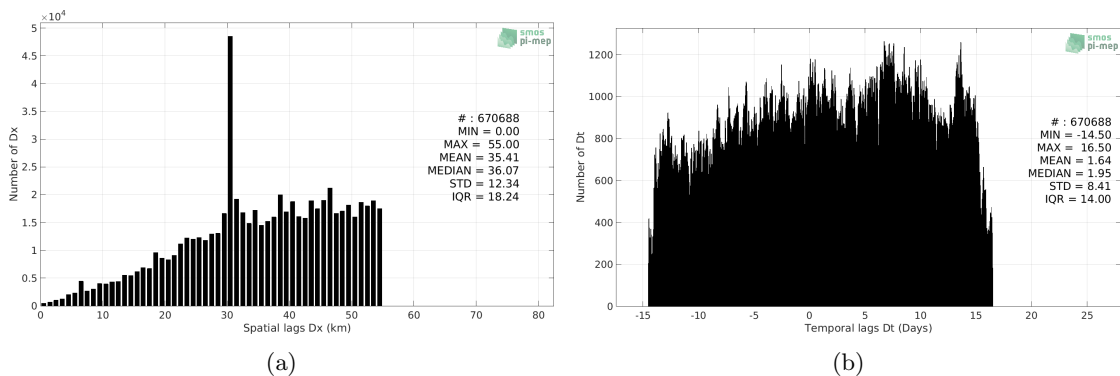 ×10⁴
5
4.5
4
3.5
3
2.5
2
1.5
1
0.5
0
Number of Dx
smos
pi-mep
# : 670688
MIN = 0.00
MAX = 55.00
MEAN = 35.41
MEDIAN = 36.07
STD = 12.34
IQR = 18.24
0 10 20 30 40 50 60 70 80
Spatial lags Dx (km)
(a)
1200
1000
800
600
400
200
0
Number of Dt
smos
pi-mep
# : 670688
MIN = -14.50
MAX = 16.50
MEAN = 1.64
MEDIAN = 1.95
STD = 8.41
IQR = 14.00
-15 -10 -5 0 5 10 15 20 25
Temporal lags Dt (Days)
(b)